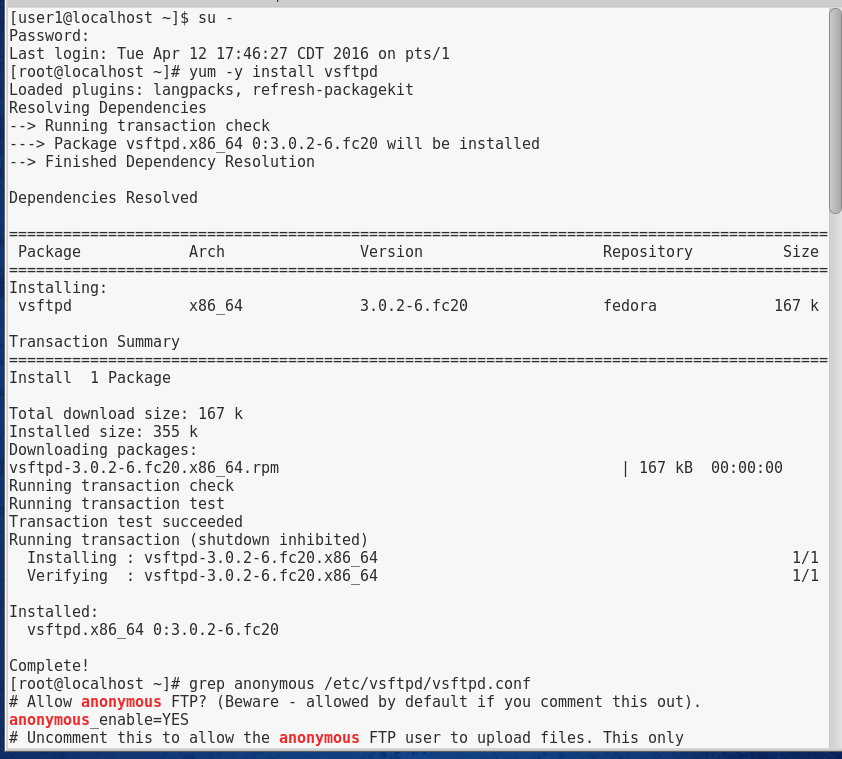 [user1@localhost ~]$ su -
Password:
Last login: Tue Apr 12 17:46:27 CDT 2016 on pts/1
[root@localhost ~]# yum -y install vsftpd
Loaded plugins: langpacks, refresh-packagekit
Resolving Dependencies
--> Running transaction check
---> Package vsftpd.x86_64 0:3.0.2-6.fc20 will be installed
--> Finished Dependency Resolution

Dependencies Resolved

===========================================================================================
 Package            Arch               Version                    Repository          Size
===========================================================================================
Installing:
 vsftpd             x86_64             3.0.2-6.fc20               fedora             167 k

Transaction Summary
===========================================================================================
Install  1 Package

Total download size: 167 k
Installed size: 355 k
Downloading packages:
vsftpd-3.0.2-6.fc20.x86_64.rpm                                      | 167 kB  00:00:00
Running transaction check
Running transaction test
Transaction test succeeded
Running transaction (shutdown inhibited)
  Installing : vsftpd-3.0.2-6.fc20.x86_64                                              1/1
  Verifying  : vsftpd-3.0.2-6.fc20.x86_64                                              1/1

Installed:
  vsftpd.x86_64 0:3.0.2-6.fc20

Complete!
[root@localhost ~]# grep anonymous /etc/vsftpd/vsftpd.conf
# Allow anonymous FTP? (Beware - allowed by default if you comment this out).
anonymous_enable=YES
# Uncomment this to allow the anonymous FTP user to upload files. This only